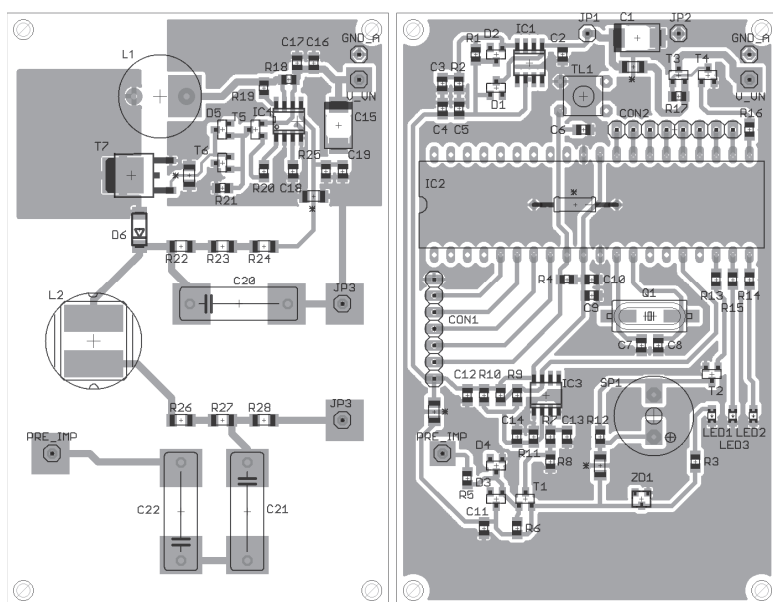 L1
C17 C16
R18
GND_A
V_VN
R19
IC4
D5 T5
C15
T7
T6
R25
C19
R20 C18
R21
*
*
D6
R22 R23 R24
C20
JP3
L2
R26 R27 R28
JP3
PRE_IMP
C22
C21
IC1
JP1
C1
JP2
R1 D2
C2
GND_A
T3 T4
C3 R2
TL1
V_VN
D1
R17
CON2
C4 C5
C6
R16
IC2
*
*
R4
C10
R13
R14
C9
Q1
R15
CON1
C7 C8
C12 R10 R9
IC3
SP1
T2
*
PRE_IMP
C14
R7
C13
R12
LED1
LED2
LED3
R11
D4
R8
*
R3
R5
D3
T1
ZD1
C11
R6